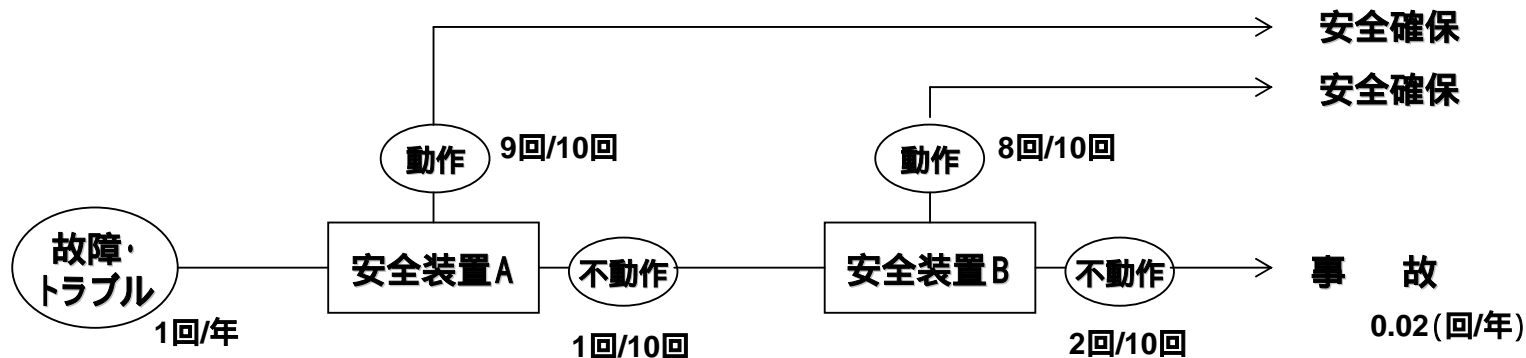 安全確保
安全確保
動作
9回/10回
動作
8回/10回
故障・
トラブル
1回/年
安全装置A
不動作
1回/10回
安全装置B
不動作
2回/10回
事 故
0.02(回/年)